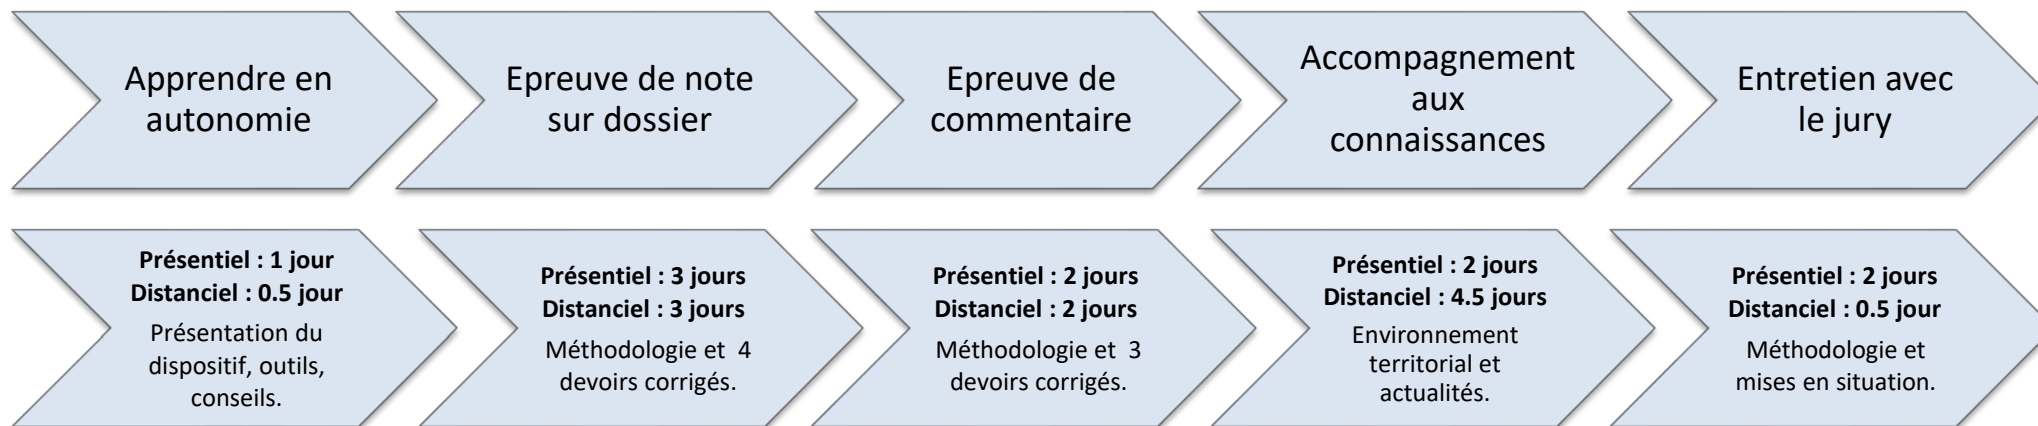 Apprendre en
autonomie
Epreuve de note
sur dossier
Epreuve de
commentaire
Accompagnement
aux
connaissances
Entretien avec
le jury
Présentiel : 1 jour
Distanciel : 0.5 jour
Présentation du
dispositif, outils,
conseils.
Présentiel : 3 jours
Distanciel : 3 jours
Méthodologie et 4
devoirs corrigés.
Présentiel : 2 jours
Distanciel : 2 jours
Méthodologie et 3
devoirs corrigés.
Présentiel : 2 jours
Distanciel : 4.5 jours
Environnement
territorial et
actualités.
Présentiel : 2 jours
Distanciel : 0.5 jour
Méthodologie et
mises en situation.